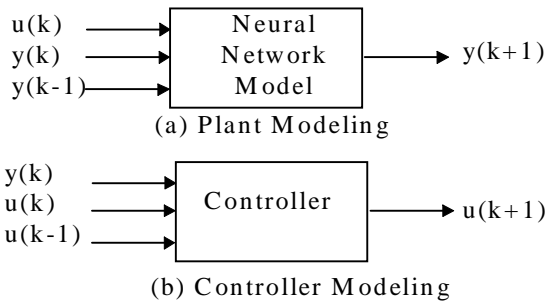 u(k)
y(k)
y(k-1)
Neural
Network
Model
y(k+1)
(a) Plant Modeling
y(k)
u(k)
u(k-1)
Controller
u(k+1)
(b) Controller Modeling